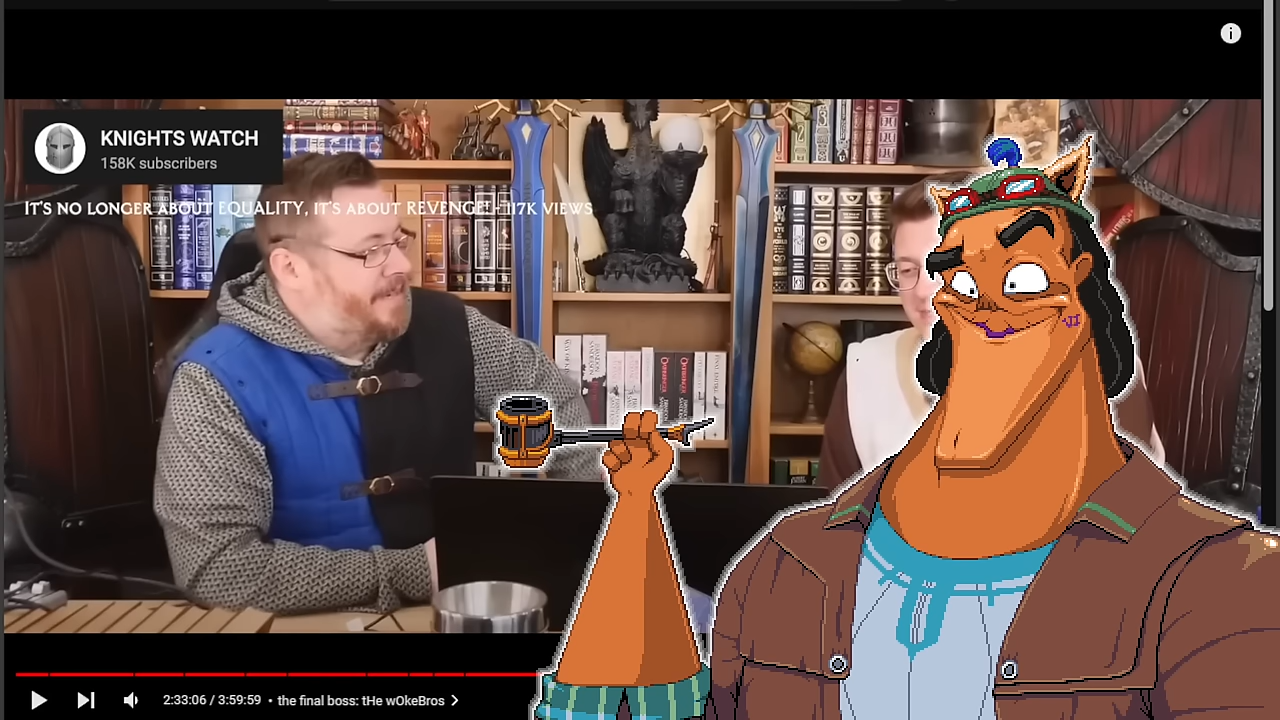 KNIGHTS WATCH
158K subscribers
IT'S NO LONGER ABOUT EQUALITY, IT'S ABOUT REVENGE! - 117K VIEWS
2:33:06 / 3:59:59 • the final boss: tHe wOkeBros